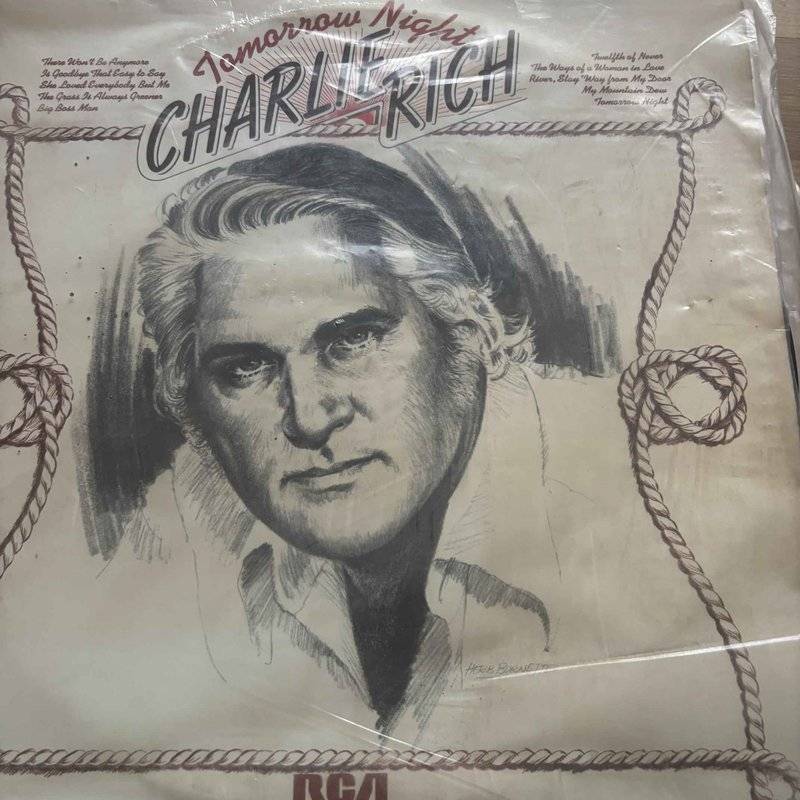 Tomorrow Night
CHARLIE RICH
There Won't Be Anymore
Is Goodbye That Easy to Say
She Loved Everybody But Me
The Grass Is Always Greener
Big Boss Man
Twelfth of Never
The Ways of a Woman in Love
River, Stay 'Way from My Door
My Mountain Dew
Tomorrow Night
HERB BURNETTE
RCA